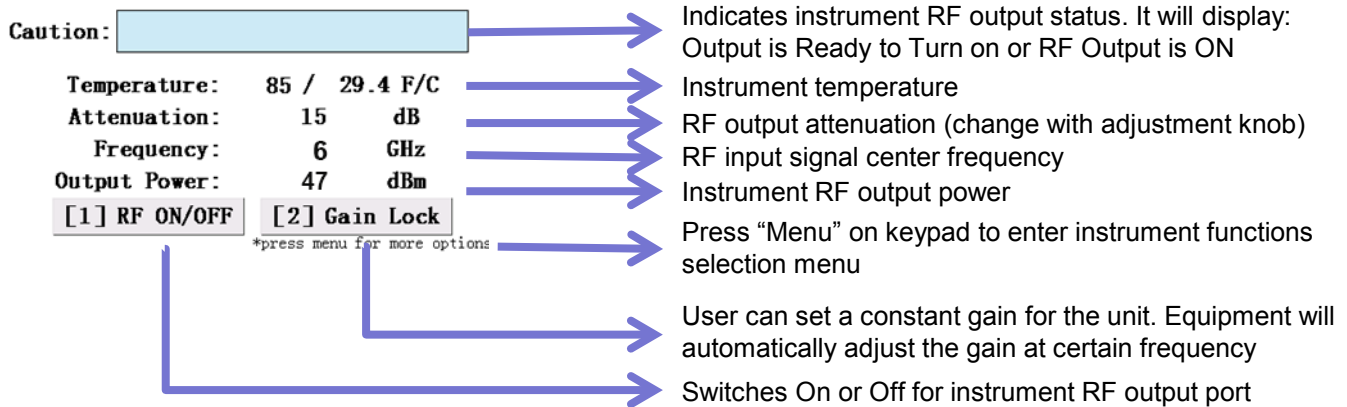 Caution:
Indicates instrument RF output status. It will display:
Output is Ready to Turn on or RF Output is ON
Temperature: 85 / 29.4 F/C
Instrument temperature
Attenuation: 15 dB
RF output attenuation (change with adjustment knob)
Frequency: 6 GHz
RF input signal center frequency
Output Power: 47 dBm
Instrument RF output power
[1] RF ON/OFF [2] Gain Lock
*press menu for more options
Press “Menu” on keypad to enter instrument functions
selection menu
User can set a constant gain for the unit. Equipment will
automatically adjust the gain at certain frequency
Switches On or Off for instrument RF output port